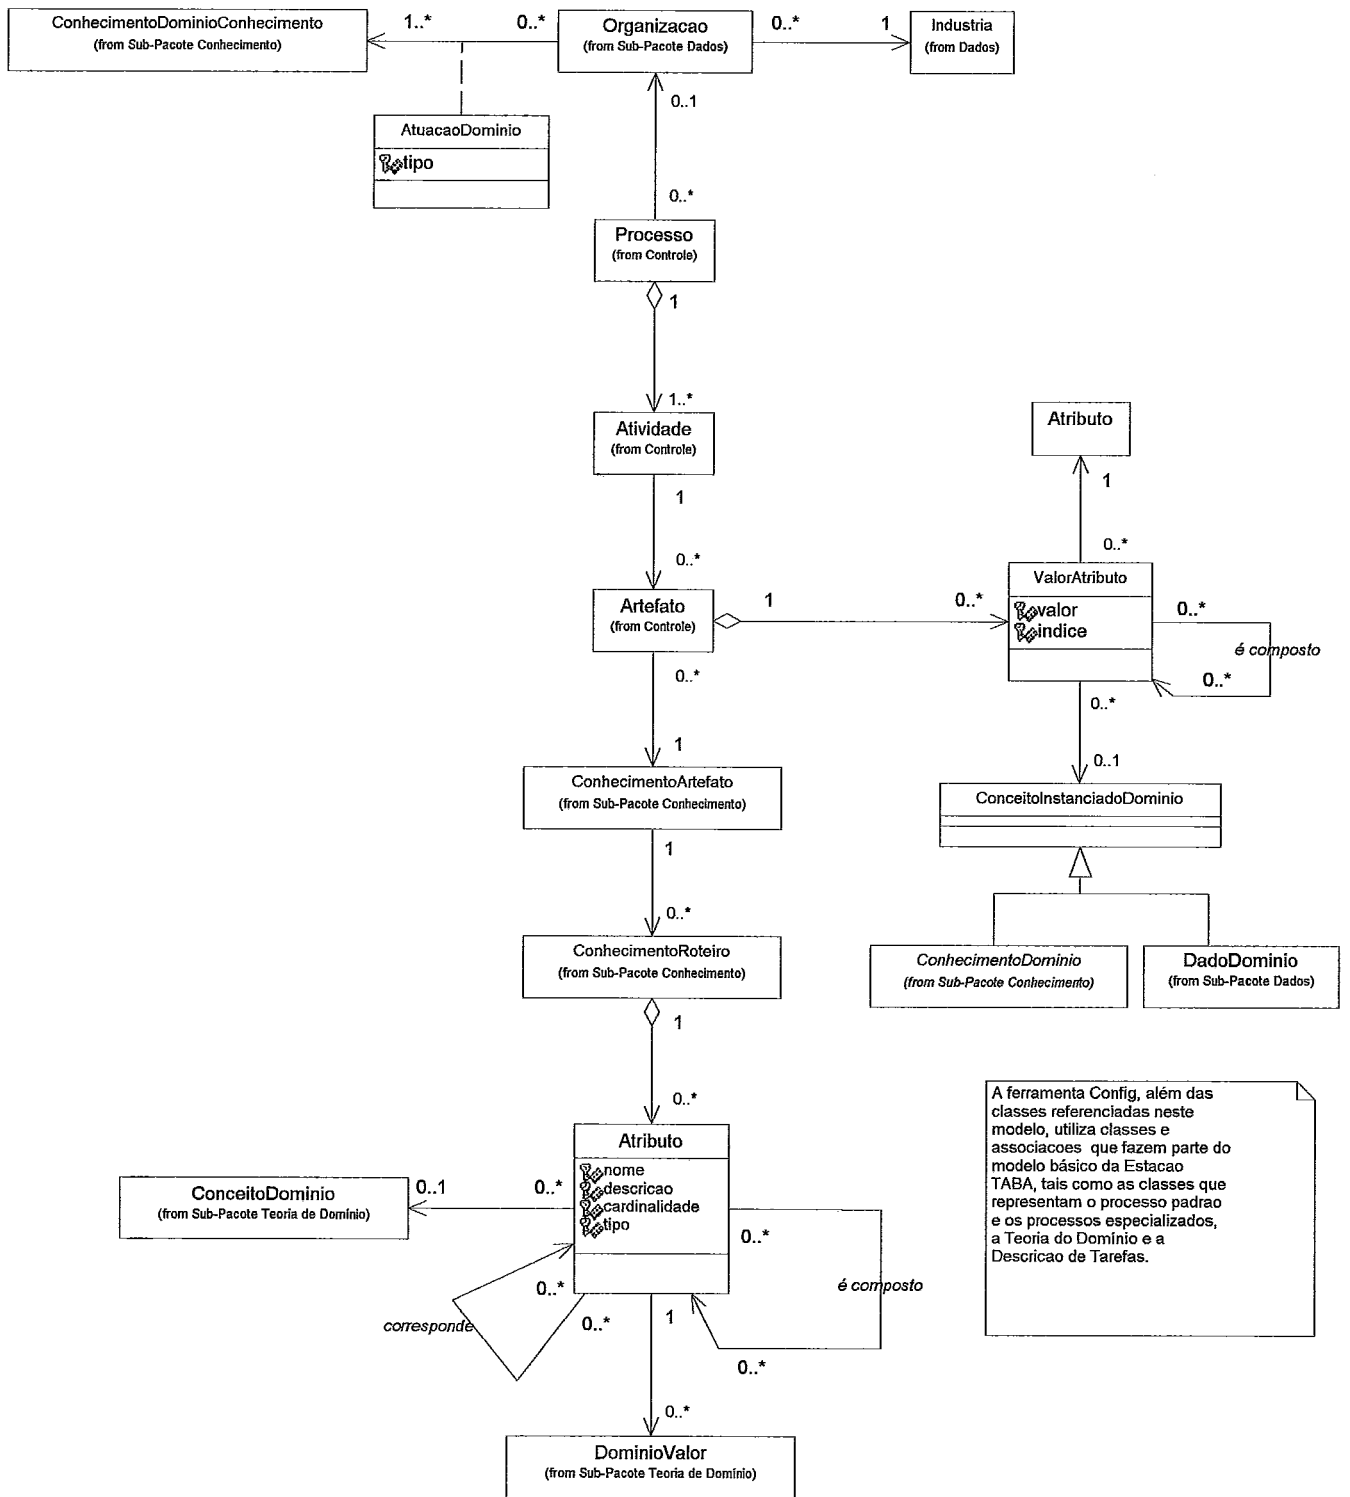 ConhecimentoDominioConhecimento
(from Sub-Pacote Conhecimento)
1..*
0..*
Organizacao
(from Sub-Pacote Dados)
0..*
1
Industria
(from Dados)
AtuacaoDominio
tipo
0..1
0..*
Processo
(from Controle)
1
1..*
Atividade
(from Controle)
1
0..*
Atributo
1
0..*
Artefato
(from Controle)
1
0..*
ValorAtributo
valor
indice
0..*
é composto
0..*
0..*
1
0..*
0..1
ConhecimentoArtefato
(from Sub-Pacote Conhecimento)
ConceitoInstanciadoDominio
1
0..*
ConhecimentoRoteiro
(from Sub-Pacote Conhecimento)
ConhecimentoDomínio
(from Sub-Pacote Conhecimento)
DadoDominio
(from Sub-Pacote Dados)
1
0..*
A ferramenta Config, além das
classes referenciadas neste
modelo, utiliza classes e
associacoes que fazem parte do
modelo básico da Estacao
TABA, tais como as classes que
representam o processo padrao
e os processos especializados,
a Teoria do Domínio e a
Descricao de Tarefas.
Atributo
nome
descricao
cardinalidade
tipo
ConceitoDominio
(from Sub-Pacote Teoria de Domínio)
0..1
0..*
0..*
é composto
0..*
corresponde
0..*
0..*
1
0..*
DominioValor
(from Sub-Pacote Teoria de Domínio)